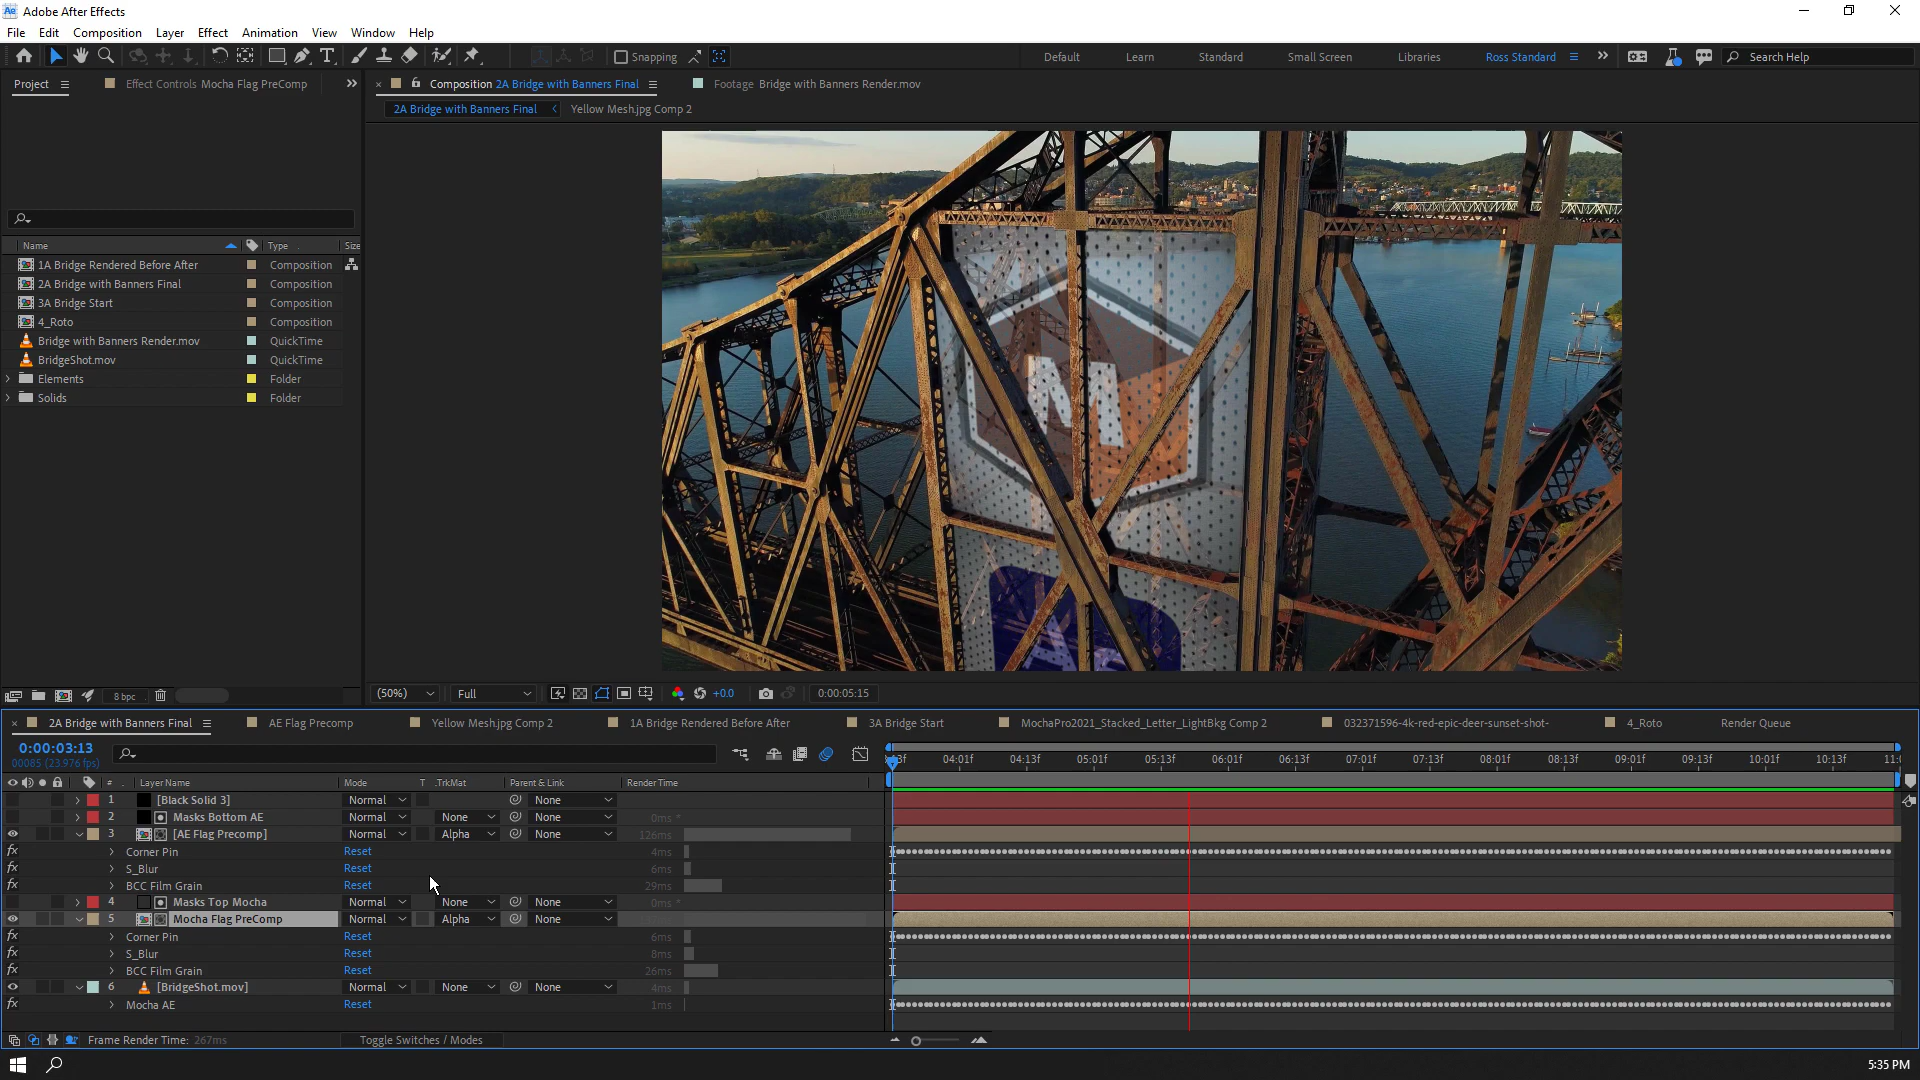 Adobe After Effects
File Edit Composition Layer Effect Animation View Window Help
Snapping
Default Learn Standard Small Screen Libraries Ross Standard Search Help
Project Effect Controls Mocha Flag PreComp
Composition 2A Bridge with Banners Final Footage Bridge with Banners Render.mov
2A Bridge with Banners Final Yellow Mesh.jpg Comp 2
Name Type Size
1A Bridge Rendered Before After Composition
2A Bridge with Banners Final Composition
3A Bridge Start Composition
4_Roto Composition
Bridge with Banners Render.mov QuickTime
BridgeShot.mov QuickTime
Elements Folder
Solids Folder
M
8 bpc
(50%) Full +0.0 0:00:05:15
2A Bridge with Banners Final AE Flag Precomp Yellow Mesh.jpg Comp 2 1A Bridge Rendered Before After 3A Bridge Start MochaPro2021_Stacked_Letter_LightBkg Comp 2 032371596-4k-red-epic-deer-sunset-shot- 4_Roto Render Queue
0:00:03:13
00085 (23.976 fps)
04:01f 04:13f 05:01f 05:13f 06:01f 06:13f 07:01f 07:13f 08:01f 08:13f 09:01f 09:13f 10:01f 10:13f
# Layer Name Mode T .TrkMat Parent & Link Render Time
1 [Black Solid 3] Normal None
2 Masks Bottom AE Normal None None 0ms *
3 [AE Flag Precomp] Normal Alpha None 126ms
fx Corner Pin Reset 4ms
fx S_Blur Reset 6ms
fx BCC Film Grain Reset 29ms
4 Masks Top Mocha Normal None None 0ms *
5 Mocha Flag PreComp Normal Alpha None
fx Corner Pin Reset 6ms
fx S_Blur Reset 8ms
fx BCC Film Grain Reset 26ms
6 [BridgeShot.mov] Normal None None 4ms
fx Mocha AE Reset 1ms
Frame Render Time: 267ms Toggle Switches / Modes
5:35 PM